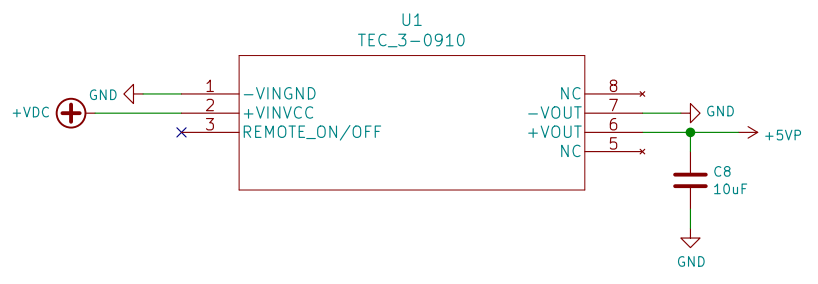 U1
TEC_3-0910
GND 1 -VINGND NC 8
+VDC 2 +VINVCC -VOUT 7 GND
3 REMOTE_ON/OFF +VOUT 6 +5VP
NC 5
C8
10uF
GND